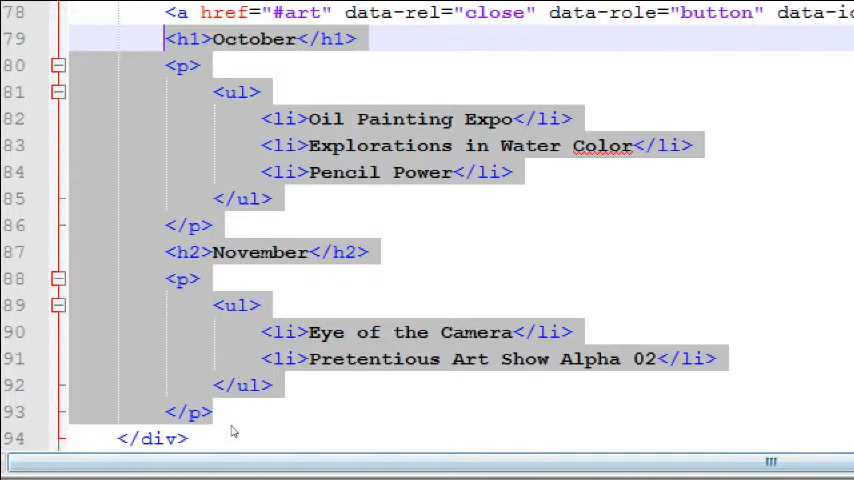 78 <a href="#art" data-rel="close" data-role="button" data-ic
79 <h1>October</h1>
80 <p>
81 <ul>
82 <li>Oil Painting Expo</li>
83 <li>Explorations in Water Color</li>
84 <li>Pencil Power</li>
85 </ul>
86 </p>
87 <h2>November</h2>
88 <p>
89 <ul>
90 <li>Eye of the Camera</li>
91 <li>Pretentious Art Show Alpha 02</li>
92 </ul>
93 </p>
94 </div>